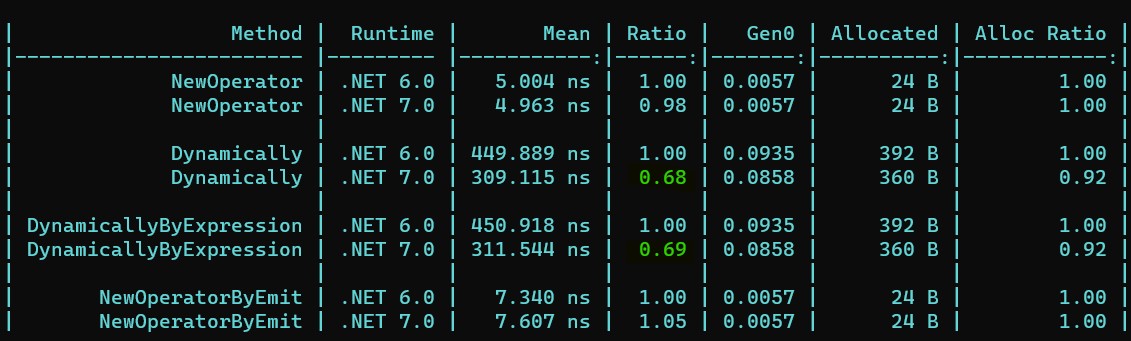 | Method | Runtime | Mean | Ratio | Gen0 | Allocated | Alloc Ratio |
|------------------------ |--------- |-----------:|------:|-------:|----------:|------------:|
| NewOperator | .NET 6.0 | 5.004 ns | 1.00 | 0.0057 | 24 B | 1.00 |
| NewOperator | .NET 7.0 | 4.963 ns | 0.98 | 0.0057 | 24 B | 1.00 |
| | | | | | | |
| Dynamically | .NET 6.0 | 449.889 ns | 1.00 | 0.0935 | 392 B | 1.00 |
| Dynamically | .NET 7.0 | 309.115 ns | 0.68 | 0.0858 | 360 B | 0.92 |
| | | | | | | |
| DynamicallyByExpression | .NET 6.0 | 450.918 ns | 1.00 | 0.0935 | 392 B | 1.00 |
| DynamicallyByExpression | .NET 7.0 | 311.544 ns | 0.69 | 0.0858 | 360 B | 0.92 |
| | | | | | | |
| NewOperatorByEmit | .NET 6.0 | 7.340 ns | 1.00 | 0.0057 | 24 B | 1.00 |
| NewOperatorByEmit | .NET 7.0 | 7.607 ns | 1.05 | 0.0057 | 24 B | 1.00 |